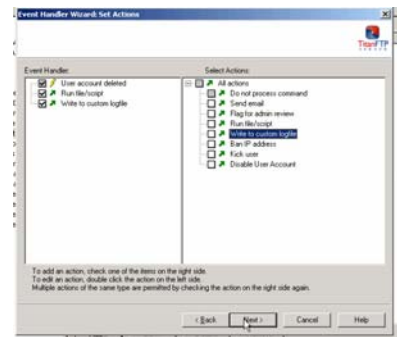 Event Handler Wizard: Set Actions
TitanFTP
SERVER
Event Handler:
User account deleted
Run file/script
Write to custom logfile
Select Actions:
All actions
Do not process command
Send email
Flag for admin review
Run file/script
Write to custom logfile
Ban IP address
Kick user
Disable User Account
To add an action, check one of the items on the right side.
To edit an action, double click the action on the left side.
Multiple actions of the same type are permitted by checking the action on the right side again.
< Back
Next >
Cancel
Help